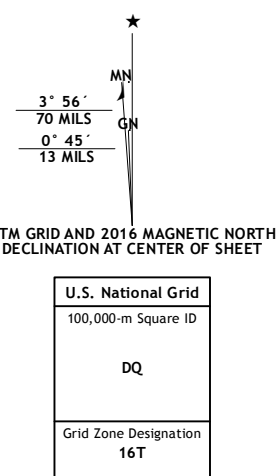 ★
MN
3° 56´
70 MILS
GN
0° 45´
13 MILS
TM GRID AND 2016 MAGNETIC NORTH
DECLINATION AT CENTER OF SHEET
U.S. National Grid
100,000-m Square ID
DQ
Grid Zone Designation
16T